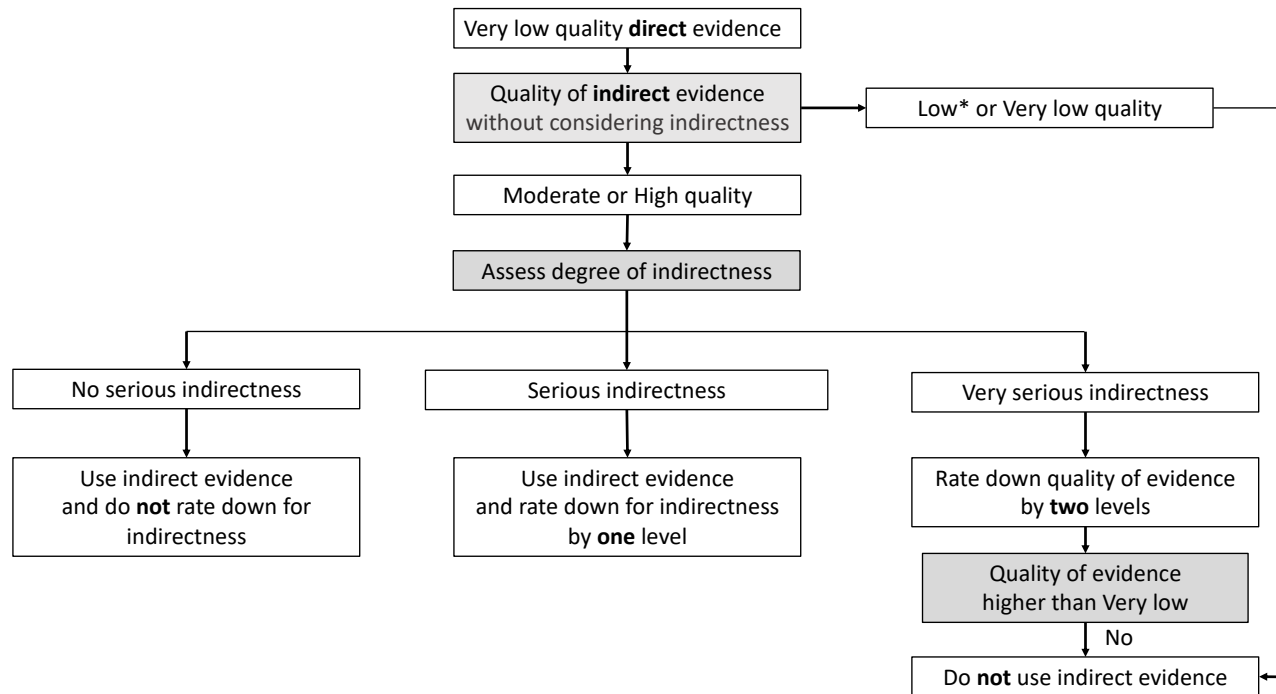 Very low quality direct evidence
Quality of indirect evidence
without considering indirectness
Low* or Very low quality
Moderate or High quality
Assess degree of indirectness
No serious indirectness
Serious indirectness
Very serious indirectness
Use indirect evidence
and do not rate down for
indirectness
Use indirect evidence
and rate down for indirectness
by one level
Rate down quality of evidence
by two levels
Quality of evidence
higher than Very low
No
Do not use indirect evidence